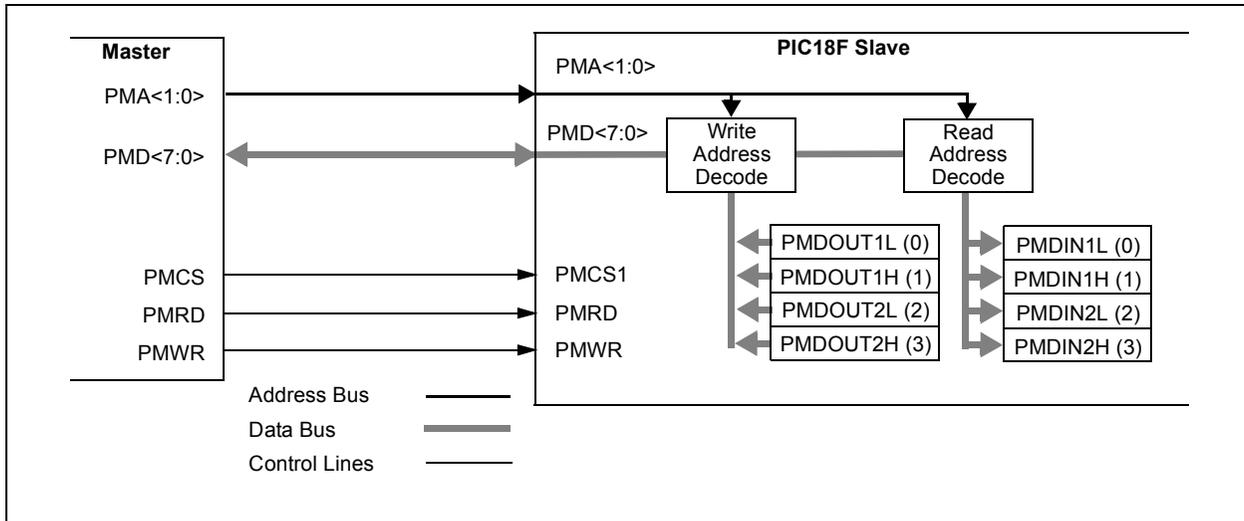 Master
PIC18F Slave
PMA<1:0>
PMA<1:0>
PMD<7:0>
PMD<7:0>
Write
Address
Decode
Read
Address
Decode
PMDOUT1L (0)
PMDOUT1H (1)
PMDOUT2L (2)
PMDOUT2H (3)
PMDIN1L (0)
PMDIN1H (1)
PMDIN2L (2)
PMDIN2H (3)
PMCS
PMCS1
PMRD
PMRD
PMWR
PMWR
Address Bus
Data Bus
Control Lines